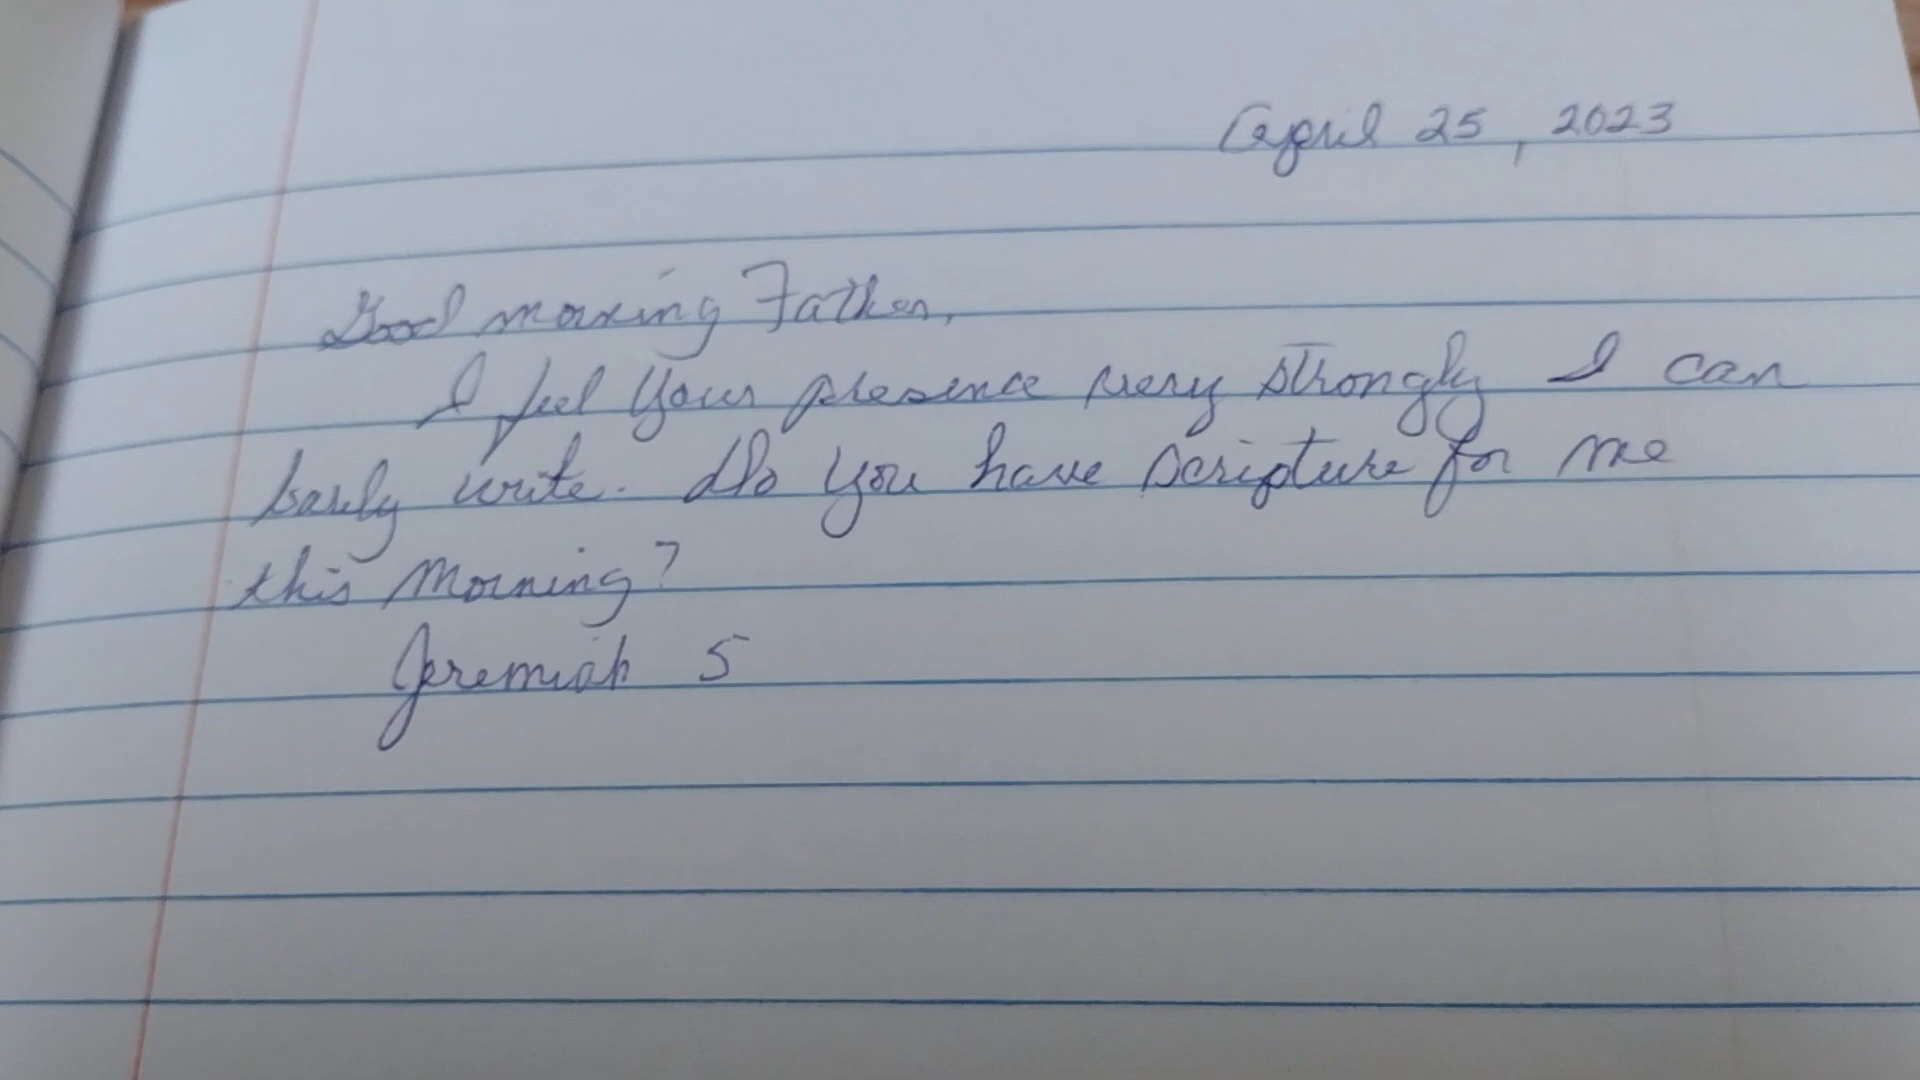 April 25, 2023
Good morning Father,
I feel Your presence very strongly I can
barely write. Do You have scripture for me
this morning?
Jeremiah 5